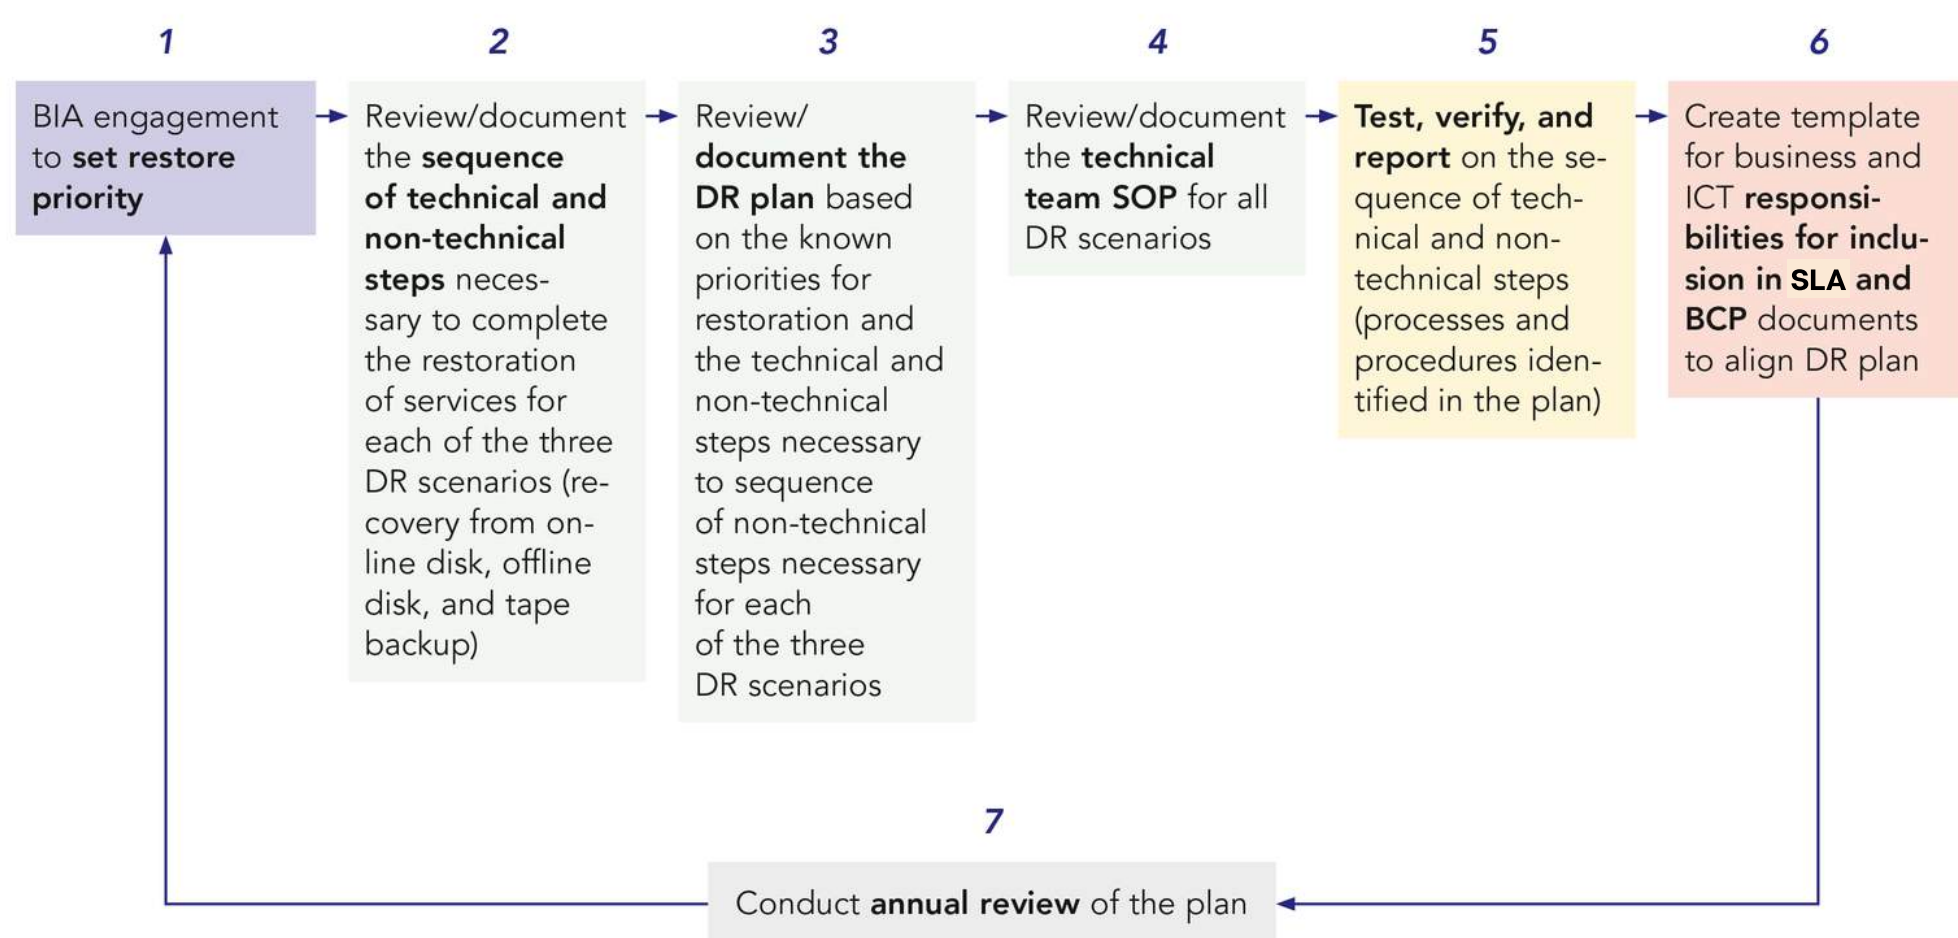 1
BIA engagement
to set restore
priority
2
Review/document
the sequence
of technical and
non-technical
steps neces-
sary to complete
the restoration
of services for
each of the three
DR scenarios (re-
covery from on-
line disk, offline
disk, and tape
backup)
3
Review/
document the
DR plan based
on the known
priorities for
restoration and
the technical and
non-technical
steps necessary
to sequence
of non-technical
steps necessary
for each
of the three
DR scenarios
4
Review/document
the technical
team SOP for all
DR scenarios
5
Test, verify, and
report on the se-
quence of tech-
nical and non-
technical steps
(processes and
procedures iden-
tified in the plan)
6
Create template
for business and
ICT responsi-
bilities for inclu-
sion in SLA and
BCP documents
to align DR plan
7
Conduct annual review of the plan